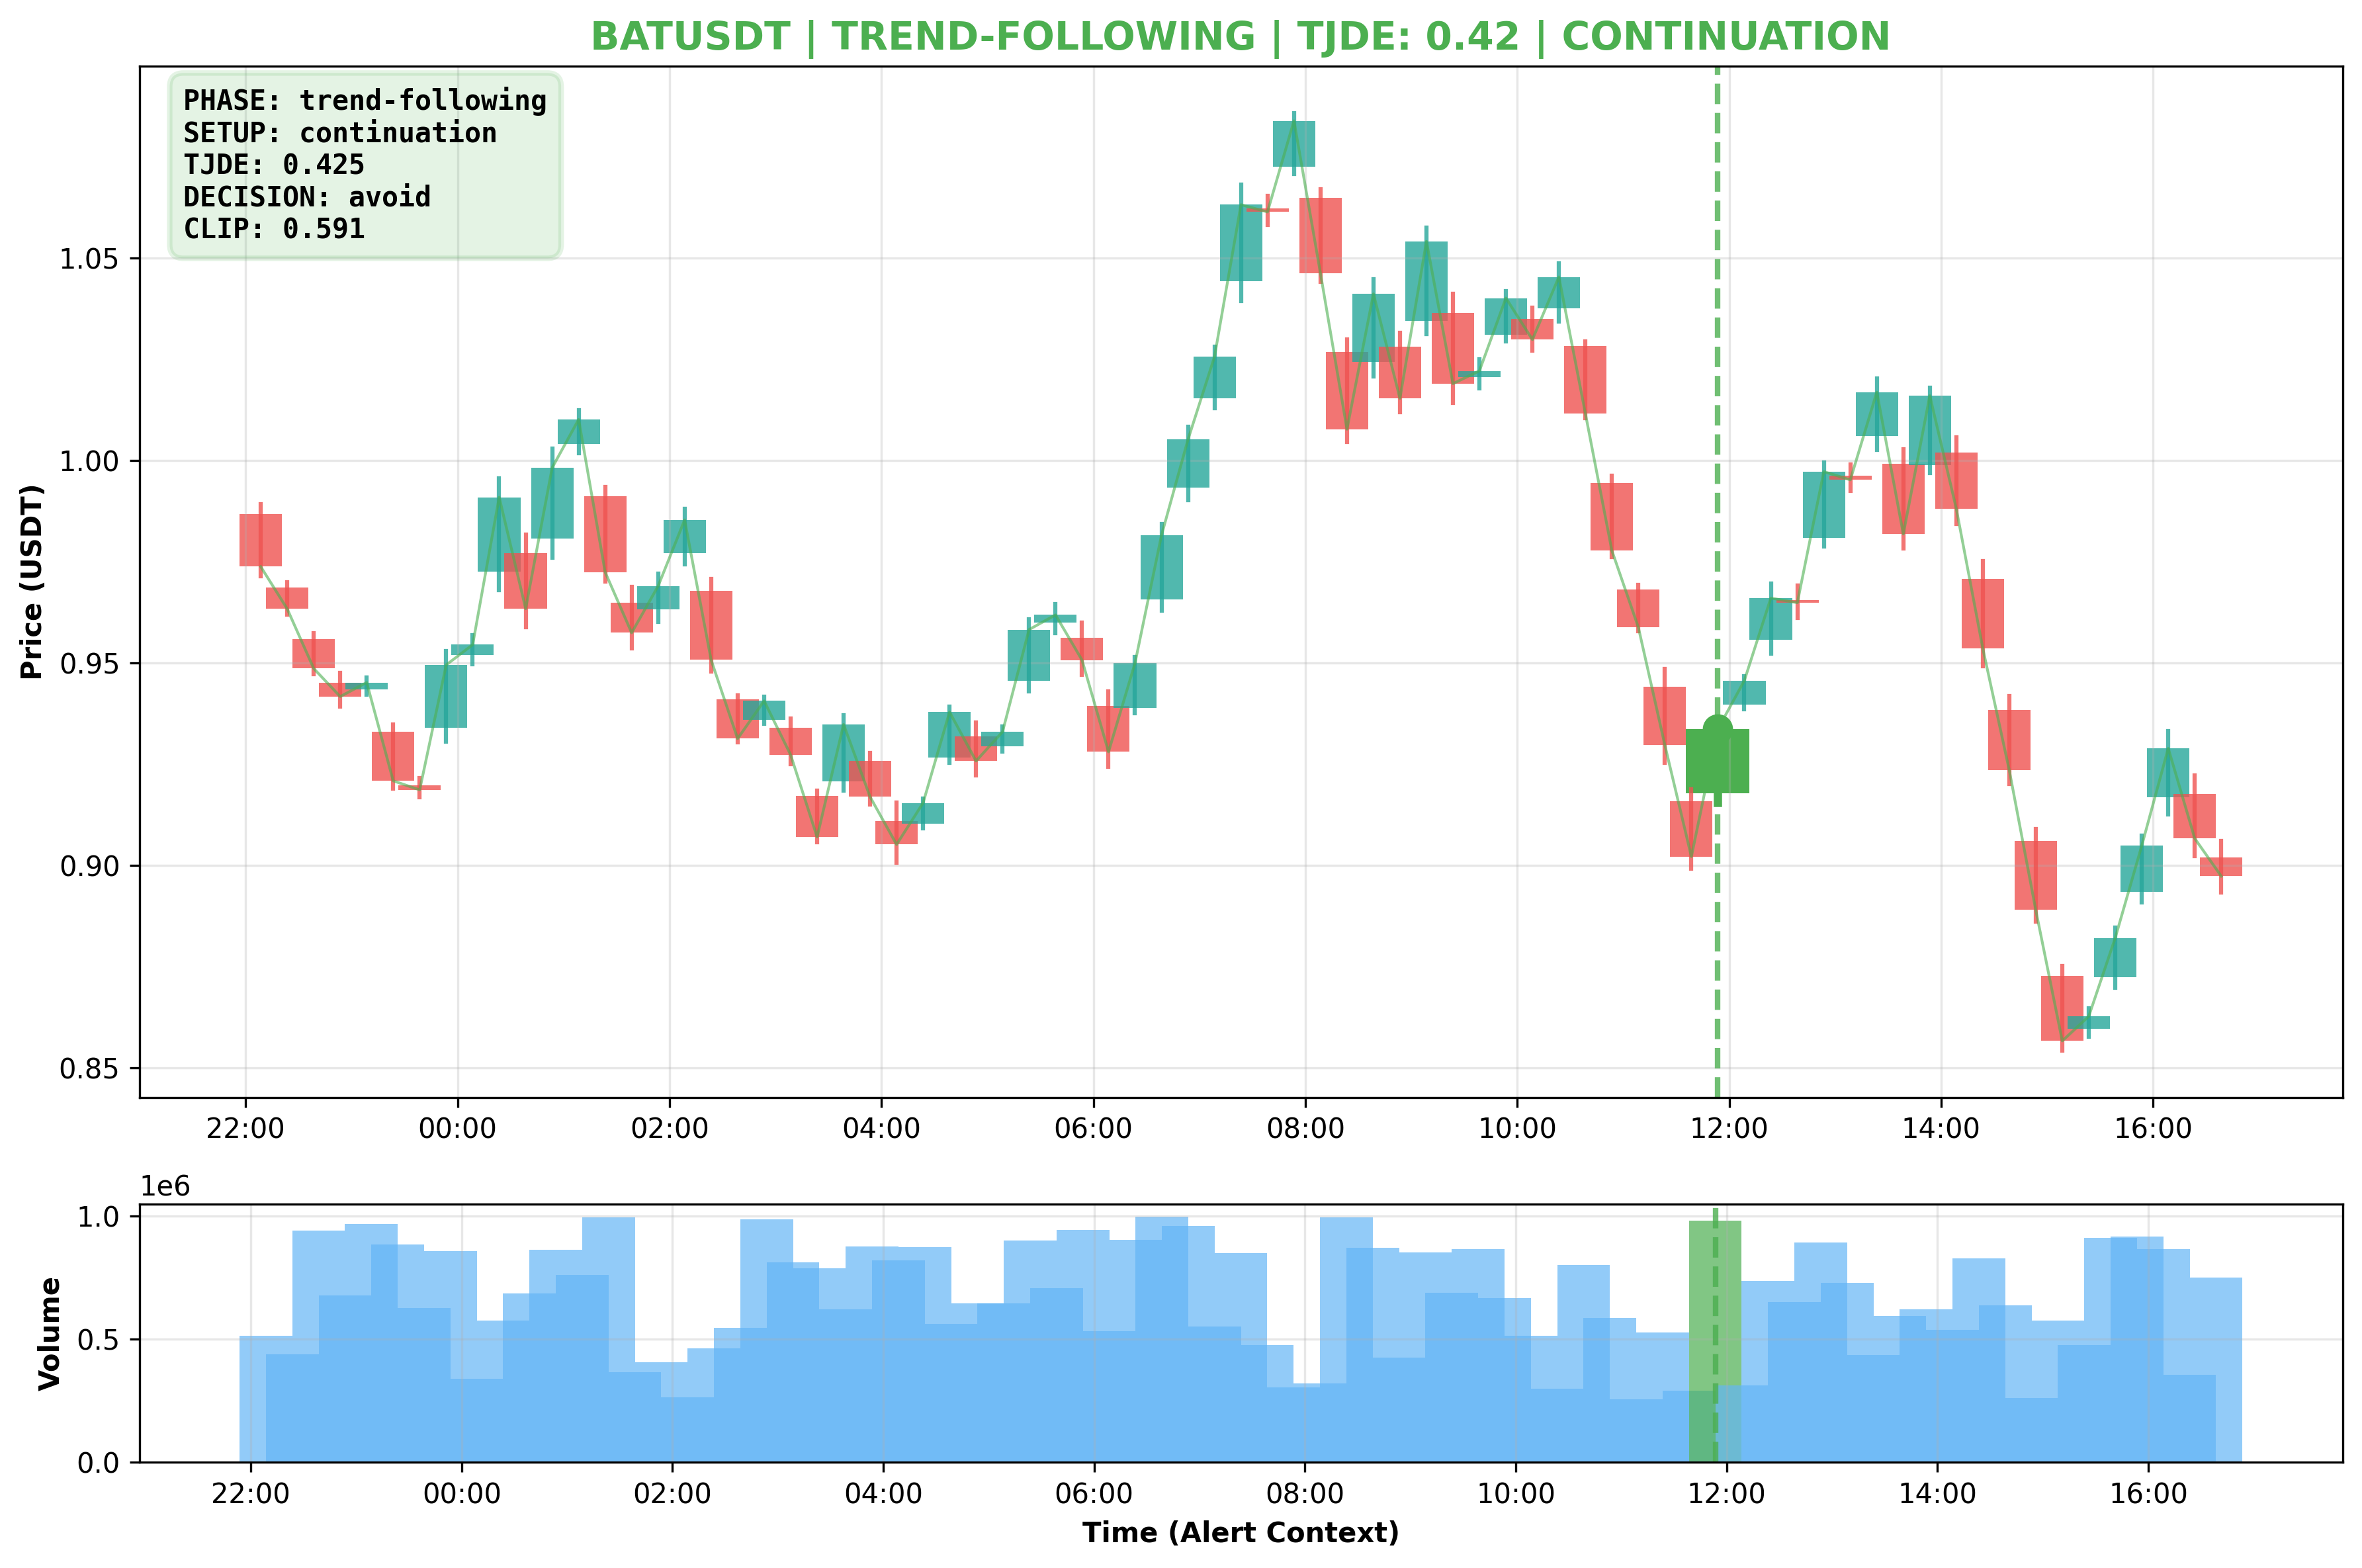 BATUSDT | TREND-FOLLOWING | TJDE: 0.42 | CONTINUATION
PHASE: trend-following
SETUP: continuation
TJDE: 0.425
DECISION: avoid
CLIP: 0.591
Price (USDT)
1.05
1.00
0.95
0.90
0.85
22:00 00:00 02:00 04:00 06:00 08:00 10:00 12:00 14:00 16:00
1e6
Volume
1.0
0.5
0.0
22:00 00:00 02:00 04:00 06:00 08:00 10:00 12:00 14:00 16:00
Time (Alert Context)